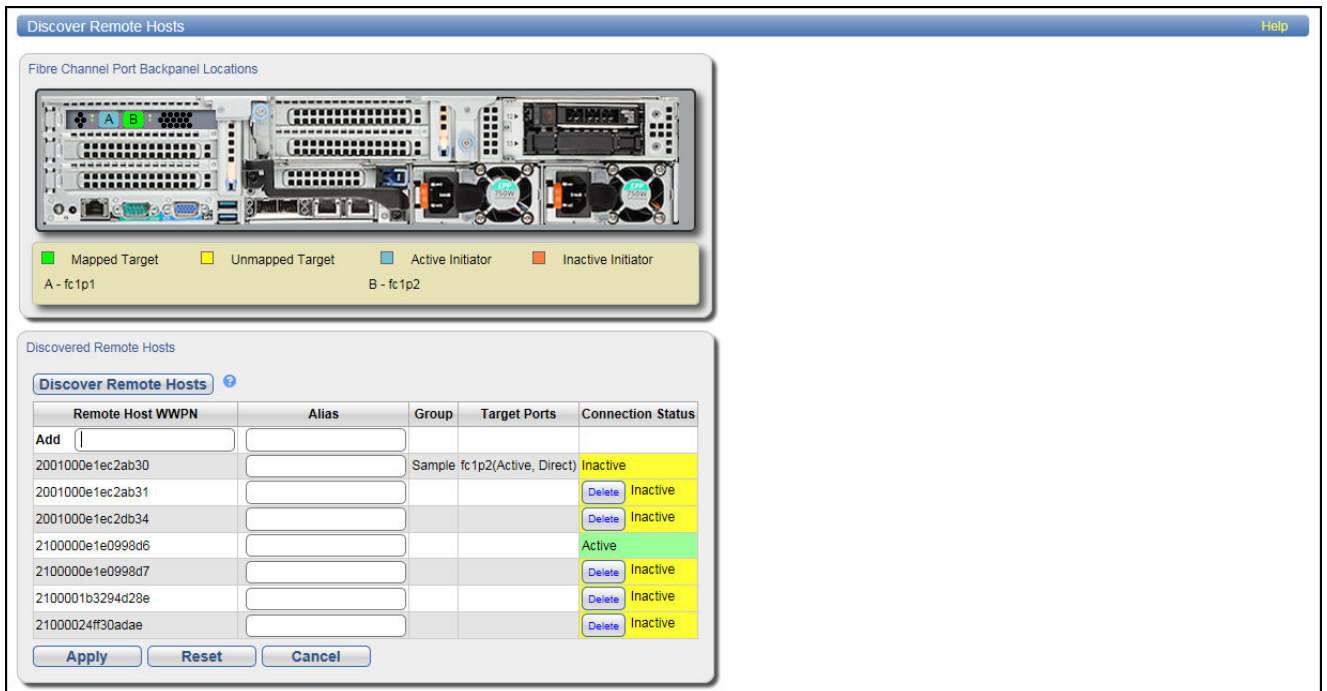 Discover Remote Hosts Help
Fibre Channel Port Backpanel Locations
A B
EPP 750W EPP 750W
Mapped Target Unmapped Target Active Initiator Inactive Initiator
A - fc1p1 B - fc1p2
Discovered Remote Hosts
Discover Remote Hosts ?
Remote Host WWPN Alias Group Target Ports Connection Status
Add
2001000e1ec2ab30 Sample fc1p2(Active, Direct) Inactive
2001000e1ec2ab31 Delete Inactive
2001000e1ec2db34 Delete Inactive
2100000e1e0998d6 Active
2100000e1e0998d7 Delete Inactive
2100001b3294d28e Delete Inactive
21000024ff30adae Delete Inactive
Apply Reset Cancel